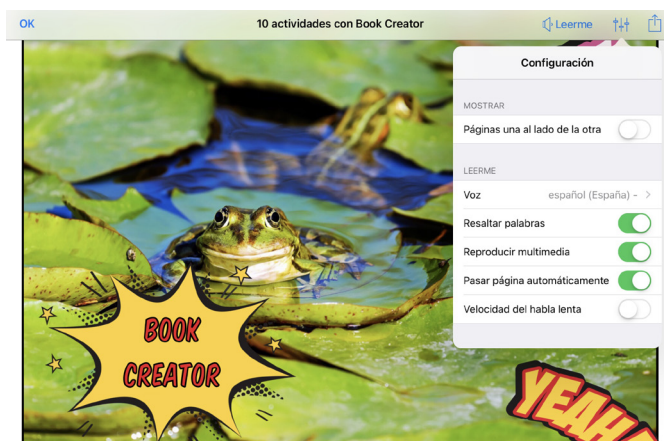 OK
10 actividades con Book Creator
Leerme
Configuración
MOSTRAR
Páginas una al lado de la otra
LEERME
Voz español (España) -
Resaltar palabras
Reproducir multimedia
Pasar página automáticamente
Velocidad del habla lenta
BOOK
CREATOR
YEAH